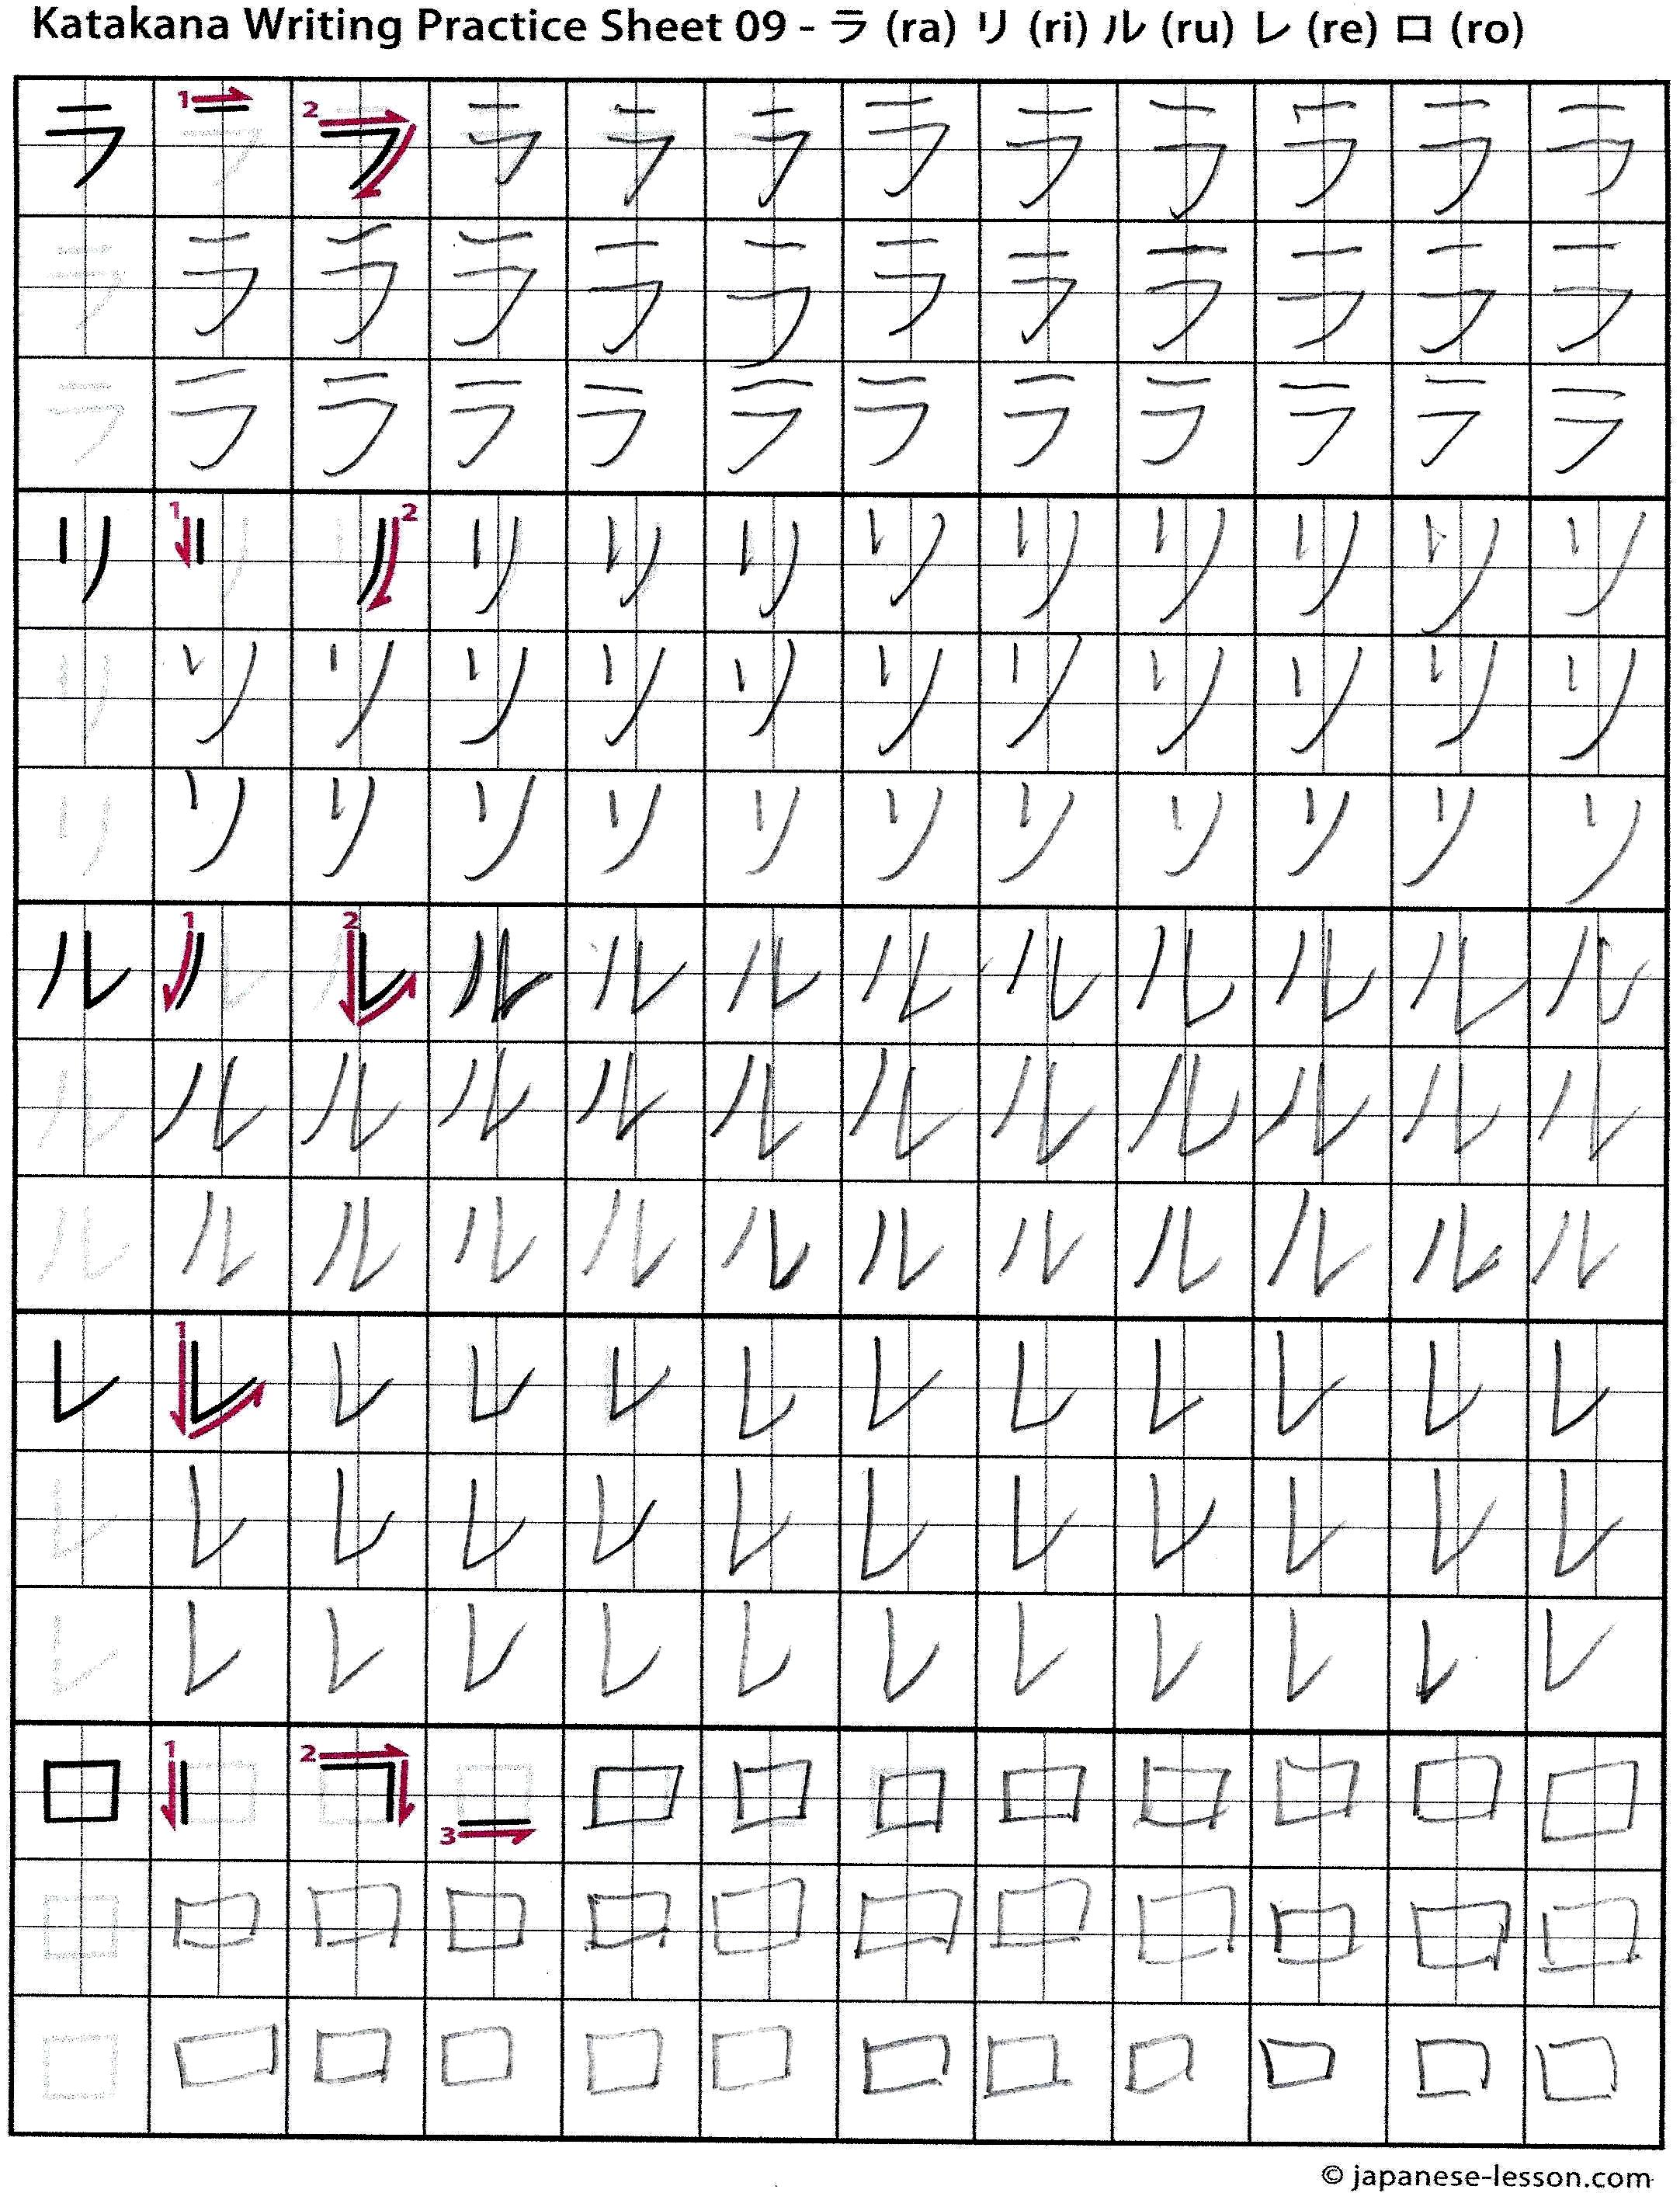 Katakana Writing Practice Sheet 09 - ラ (ra) リ (ri) ル (ru) レ (re) ロ (ro)
ラ 1 2 ラ ラ ラ ラ ラ ラ ラ ラ ラ
ラ ラ ラ ラ ラ ラ ラ ラ ラ ラ ラ ラ
ラ ラ ラ ラ ラ ラ ラ ラ ラ ラ ラ ラ
リ 1 2 リ リ リ リ リ リ リ リ リ
リ リ リ リ リ リ リ リ リ リ リ リ
リ リ リ リ リ リ リ リ リ リ リ リ
ル 1 2 ル ル ル ル ル ル ル ル ル
ル ル ル ル ル ル ル ル ル ル ル ル
ル ル ル ル ル ル ル ル ル ル ル ル
レ 1 レ レ レ レ レ レ レ レ レ レ
レ レ レ レ レ レ レ レ レ レ レ レ
レ レ レ レ レ レ レ レ レ レ レ レ
ロ 1 2 3 ロ ロ ロ ロ ロ ロ ロ ロ
ロ ロ ロ ロ ロ ロ ロ ロ ロ ロ ロ ロ
ロ ロ ロ ロ ロ ロ ロ ロ ロ ロ ロ ロ
© japanese-lesson.com